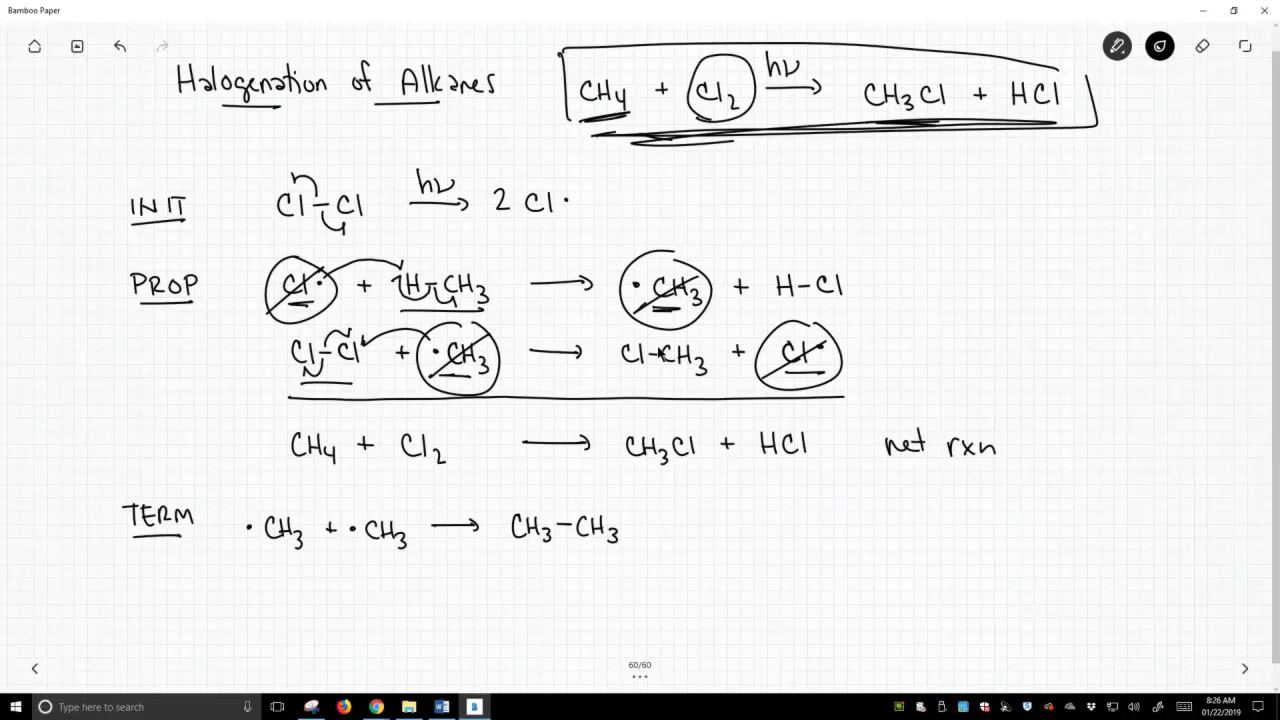 Bamboo Paper
Halogenation of Alkanes
CH4 + Cl2 hν → CH3Cl + HCl
INIT Cl–Cl hν → 2 Cl·
PROP Cl· + H–CH3 → ·CH3 + H–Cl
Cl–Cl + ·CH3 → Cl–CH3 + Cl·
CH4 + Cl2 → CH3Cl + HCl net rxn
TERM ·CH3 + ·CH3 → CH3–CH3
60/60
Type here to search
8:26 AM
01/22/2019